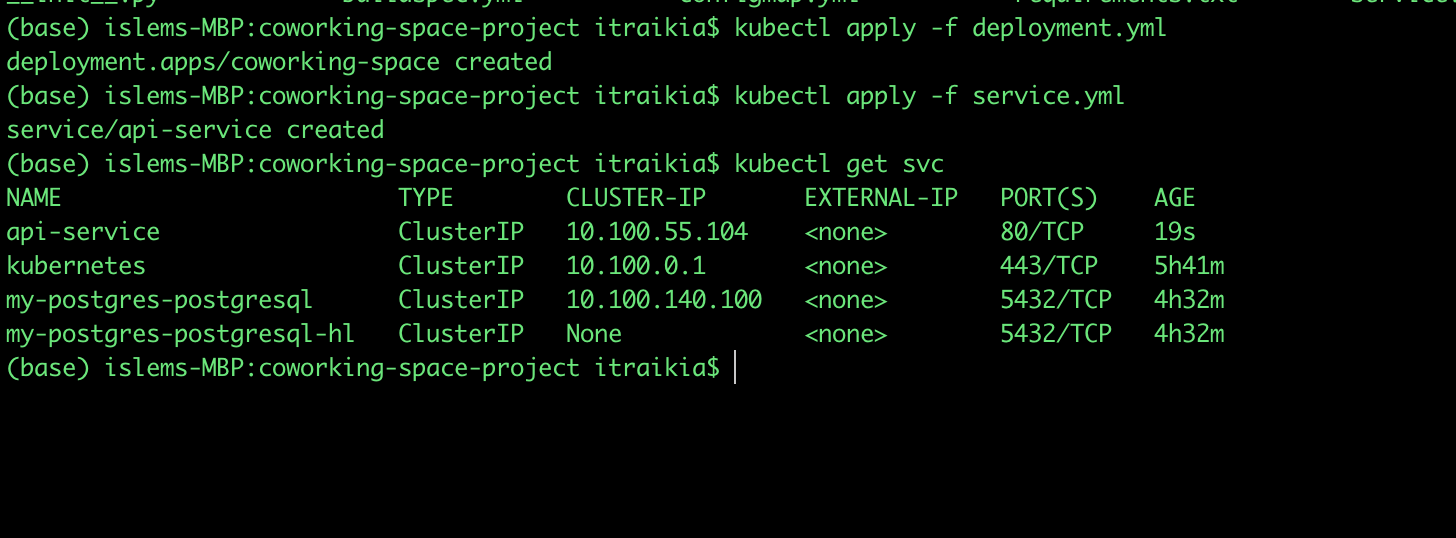 (base) islems-MBP:coworking-space-project itraikia$ kubectl apply -f deployment.yml
deployment.apps/coworking-space created
(base) islems-MBP:coworking-space-project itraikia$ kubectl apply -f service.yml
service/api-service created
(base) islems-MBP:coworking-space-project itraikia$ kubectl get svc
NAME TYPE CLUSTER-IP EXTERNAL-IP PORT(S) AGE
api-service ClusterIP 10.100.55.104 <none> 80/TCP 19s
kubernetes ClusterIP 10.100.0.1 <none> 443/TCP 5h41m
my-postgres-postgresql ClusterIP 10.100.140.100 <none> 5432/TCP 4h32m
my-postgres-postgresql-hl ClusterIP None <none> 5432/TCP 4h32m
(base) islems-MBP:coworking-space-project itraikia$